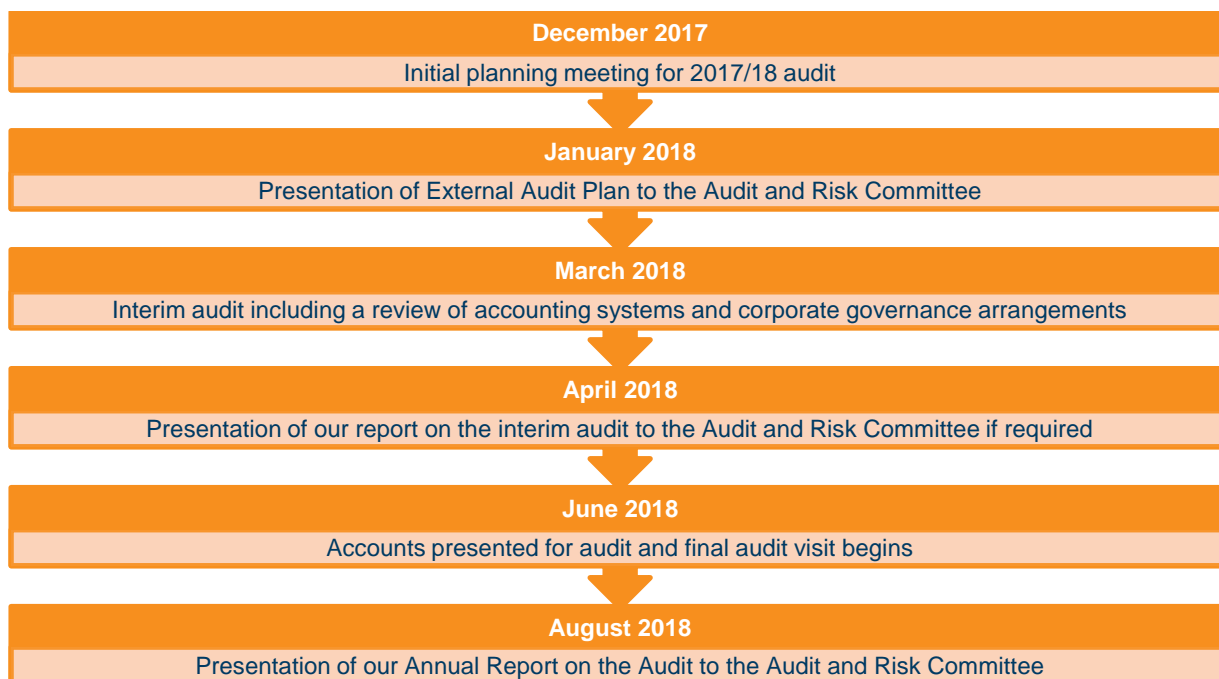 December 2017
Initial planning meeting for 2017/18 audit
January 2018
Presentation of External Audit Plan to the Audit and Risk Committee
March 2018
Interim audit including a review of accounting systems and corporate governance arrangements
April 2018
Presentation of our report on the interim audit to the Audit and Risk Committee if required
June 2018
Accounts presented for audit and final audit visit begins
August 2018
Presentation of our Annual Report on the Audit to the Audit and Risk Committee